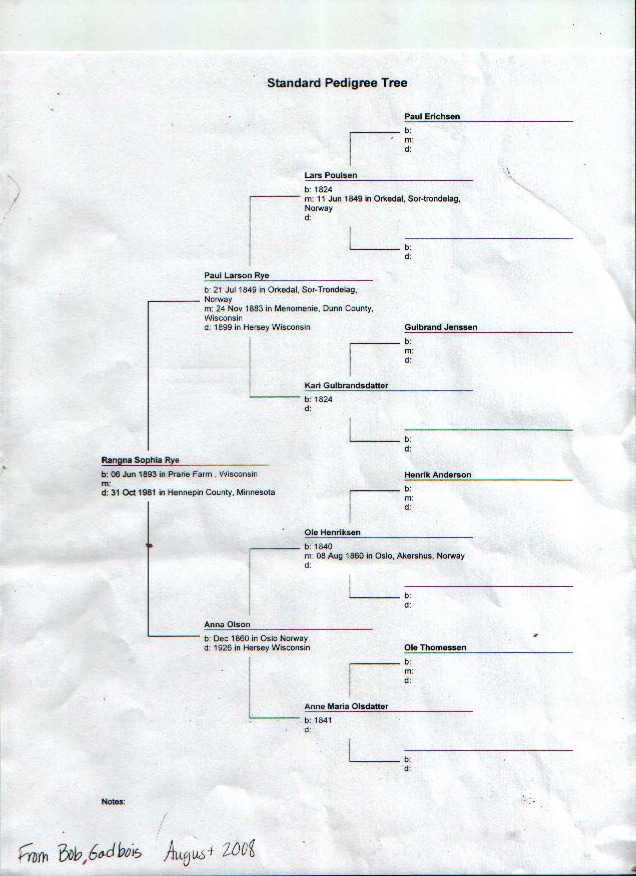 Standard Pedigree Tree
Paul Erichsen
b:
m:
d:
Lars Poulsen
b: 1824
m: 11 Jun 1849 in Orkedal, Sor-trondelag,
Norway
d:
b:
d:
Paul Larson Rye
b: 21 Jul 1849 in Orkedal, Sor-Trondelag,
Norway
m: 24 Nov 1883 in Menomenie, Dunn County,
Wisconsin
d: 1899 in Hersey Wisconsin
Gulbrand Jenssen
b:
m:
d:
Kari Gulbrandsdatter
b: 1824
d:
b:
d:
Rangna Sophia Rye
b: 06 Jun 1893 in Prarie Farm . Wisconsin
m:
d: 31 Oct 1981 in Hennepin County, Minnesota
Henrik Anderson
b:
m:
d:
Ole Henriksen
b: 1840
m: 08 Aug 1860 in Oslo, Akershus, Norway
d:
b:
d:
Anna Olson
b: Dec 1860 in Oslo Norway
d: 1926 in Hersey Wisconsin
Ole Thomessen
b:
m:
d:
Anne Maria Olsdatter
b: 1841
d:
b:
d:
Notes:
From Bob, Gadbois August 2008